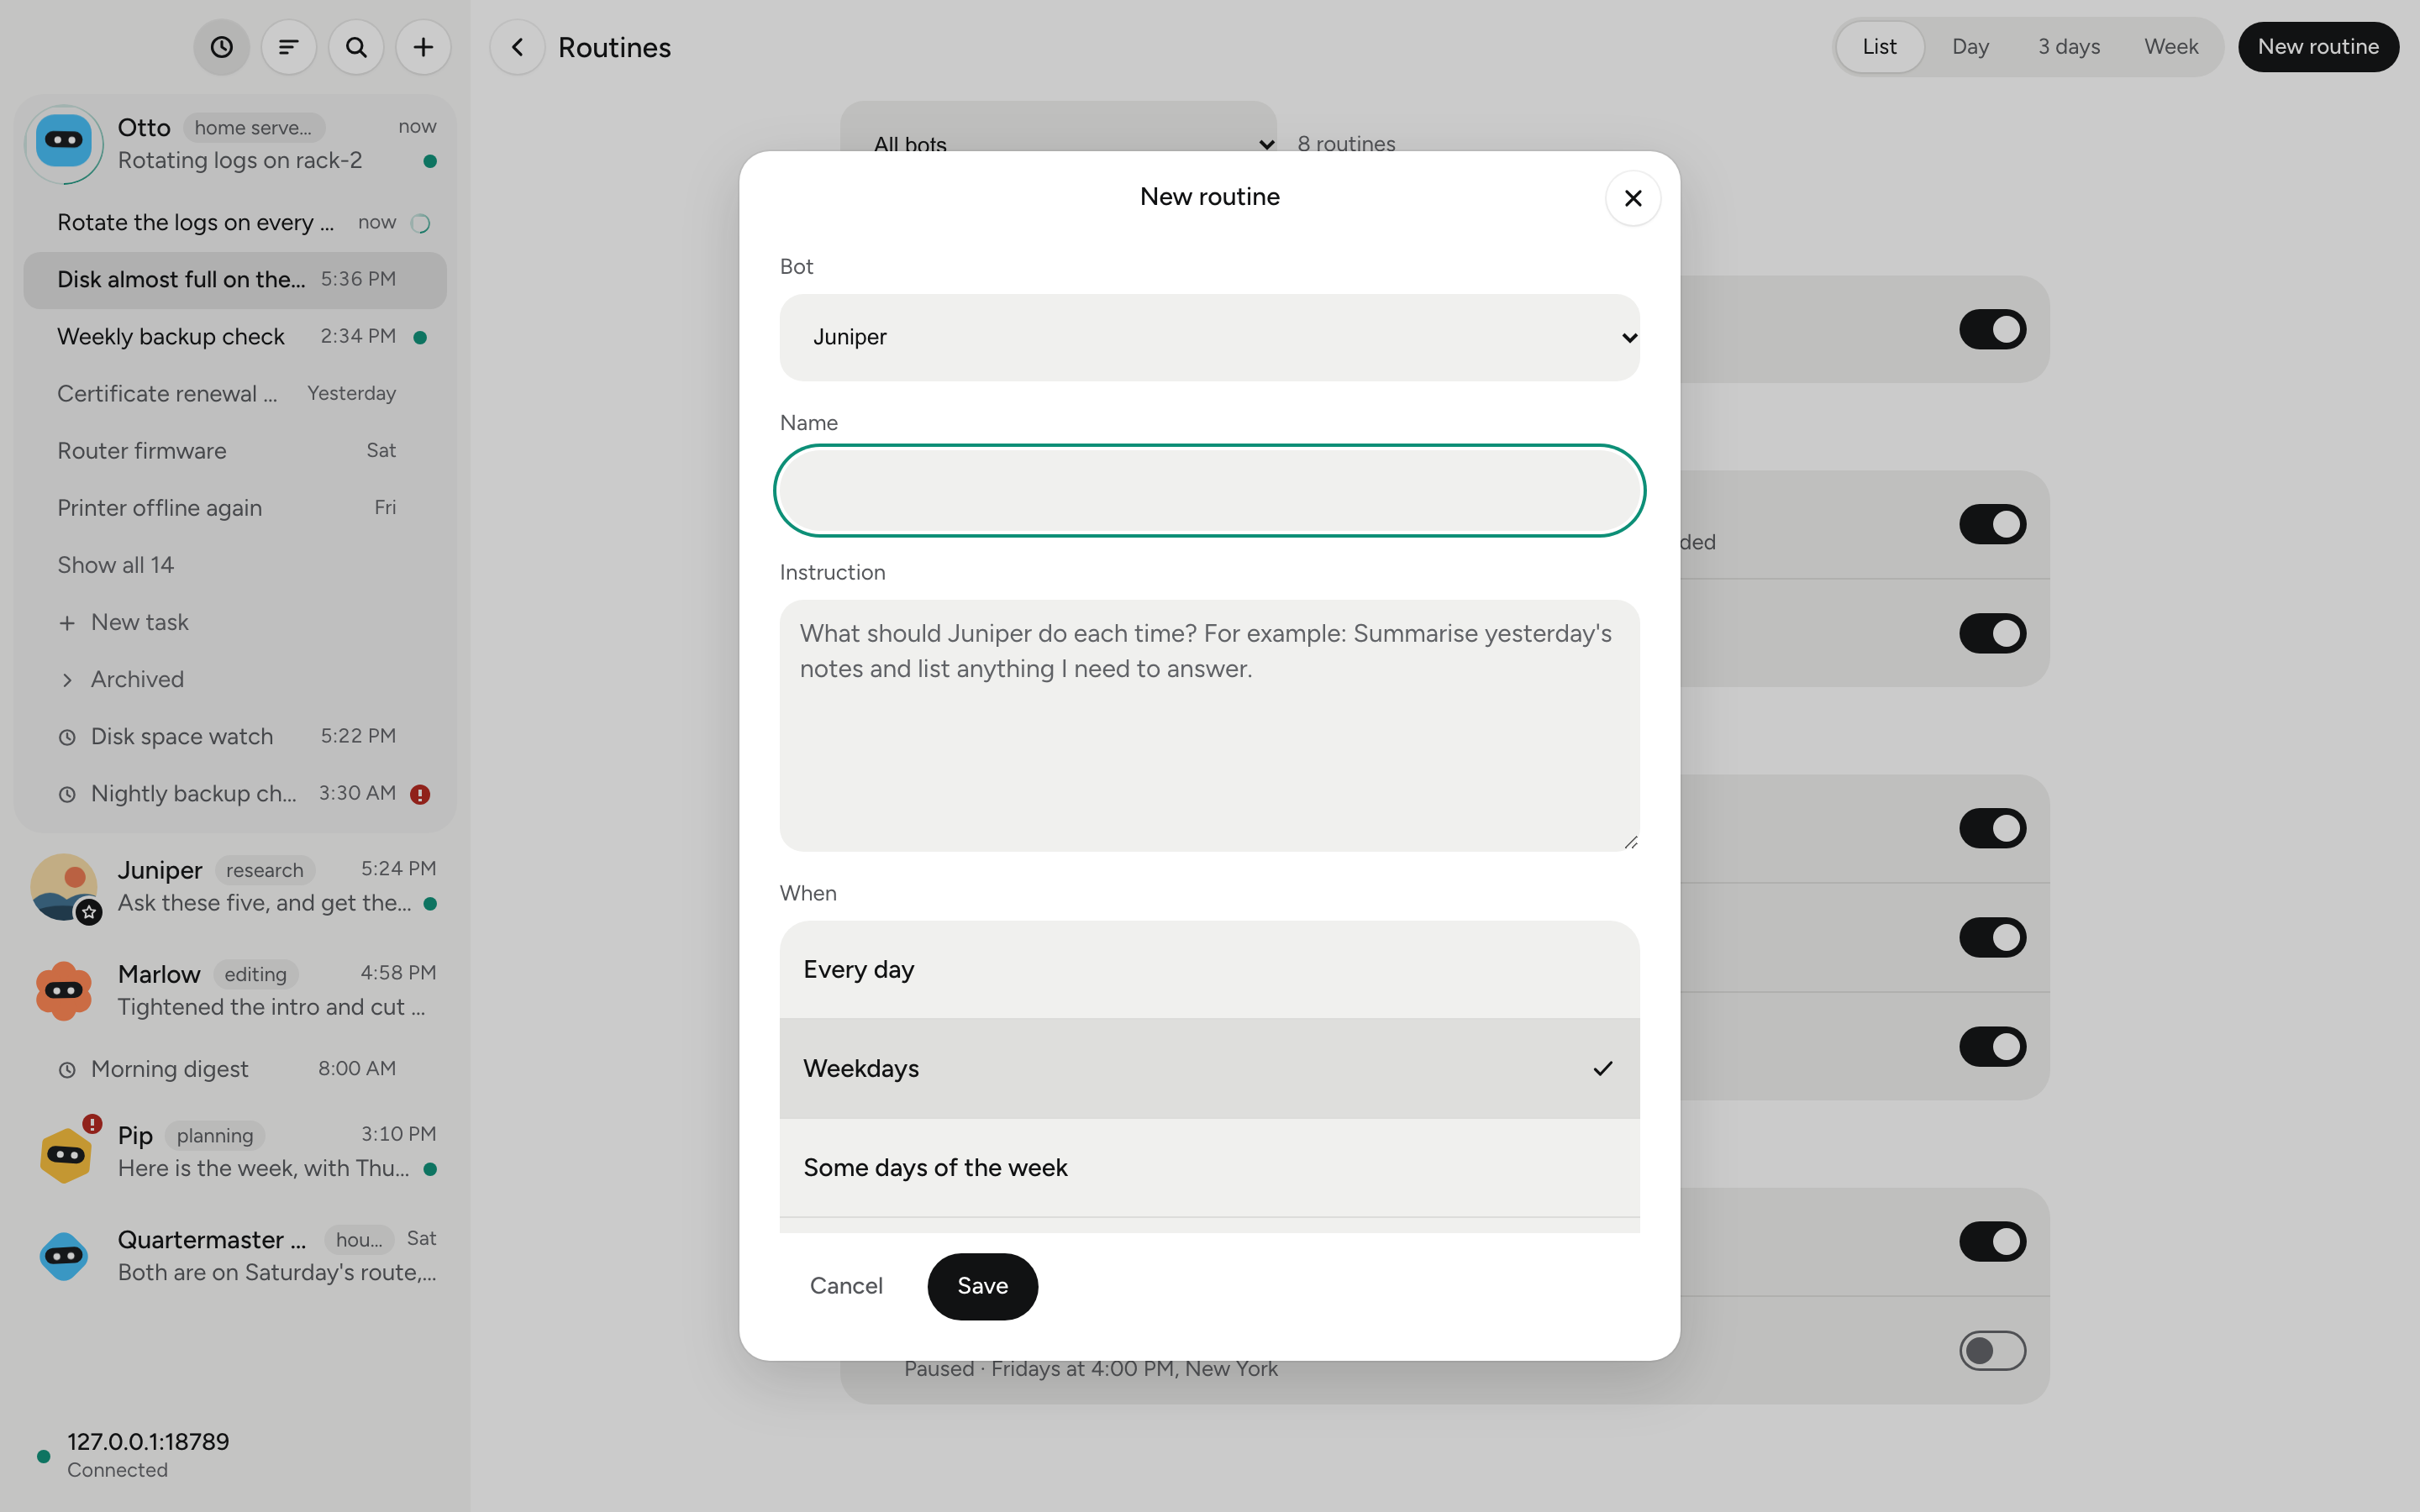 Otto home serve... now
Rotating logs on rack-2
Rotate the logs on every ... now
Disk almost full on the... 5:36 PM
Weekly backup check 2:34 PM
Certificate renewal ... Yesterday
Router firmware Sat
Printer offline again Fri
Show all 14
New task
Archived
Disk space watch 5:22 PM
Nightly backup ch... 3:30 AM
Juniper research 5:24 PM
Ask these five, and get the...
Marlow editing 4:58 PM
Tightened the intro and cut ...
Morning digest 8:00 AM
Pip planning 3:10 PM
Here is the week, with Thu...
Quartermaster ... hou... Sat
Both are on Saturday's route,...
127.0.0.1:18789
Connected
Routines
List Day 3 days Week New routine
All bots 8 routines
New routine
Bot
Juniper
Name
Instruction
What should Juniper do each time? For example: Summarise yesterday's
notes and list anything I need to answer.
When
Every day
Weekdays
Some days of the week
Cancel Save
ded
Paused · Fridays at 4:00 PM, New York